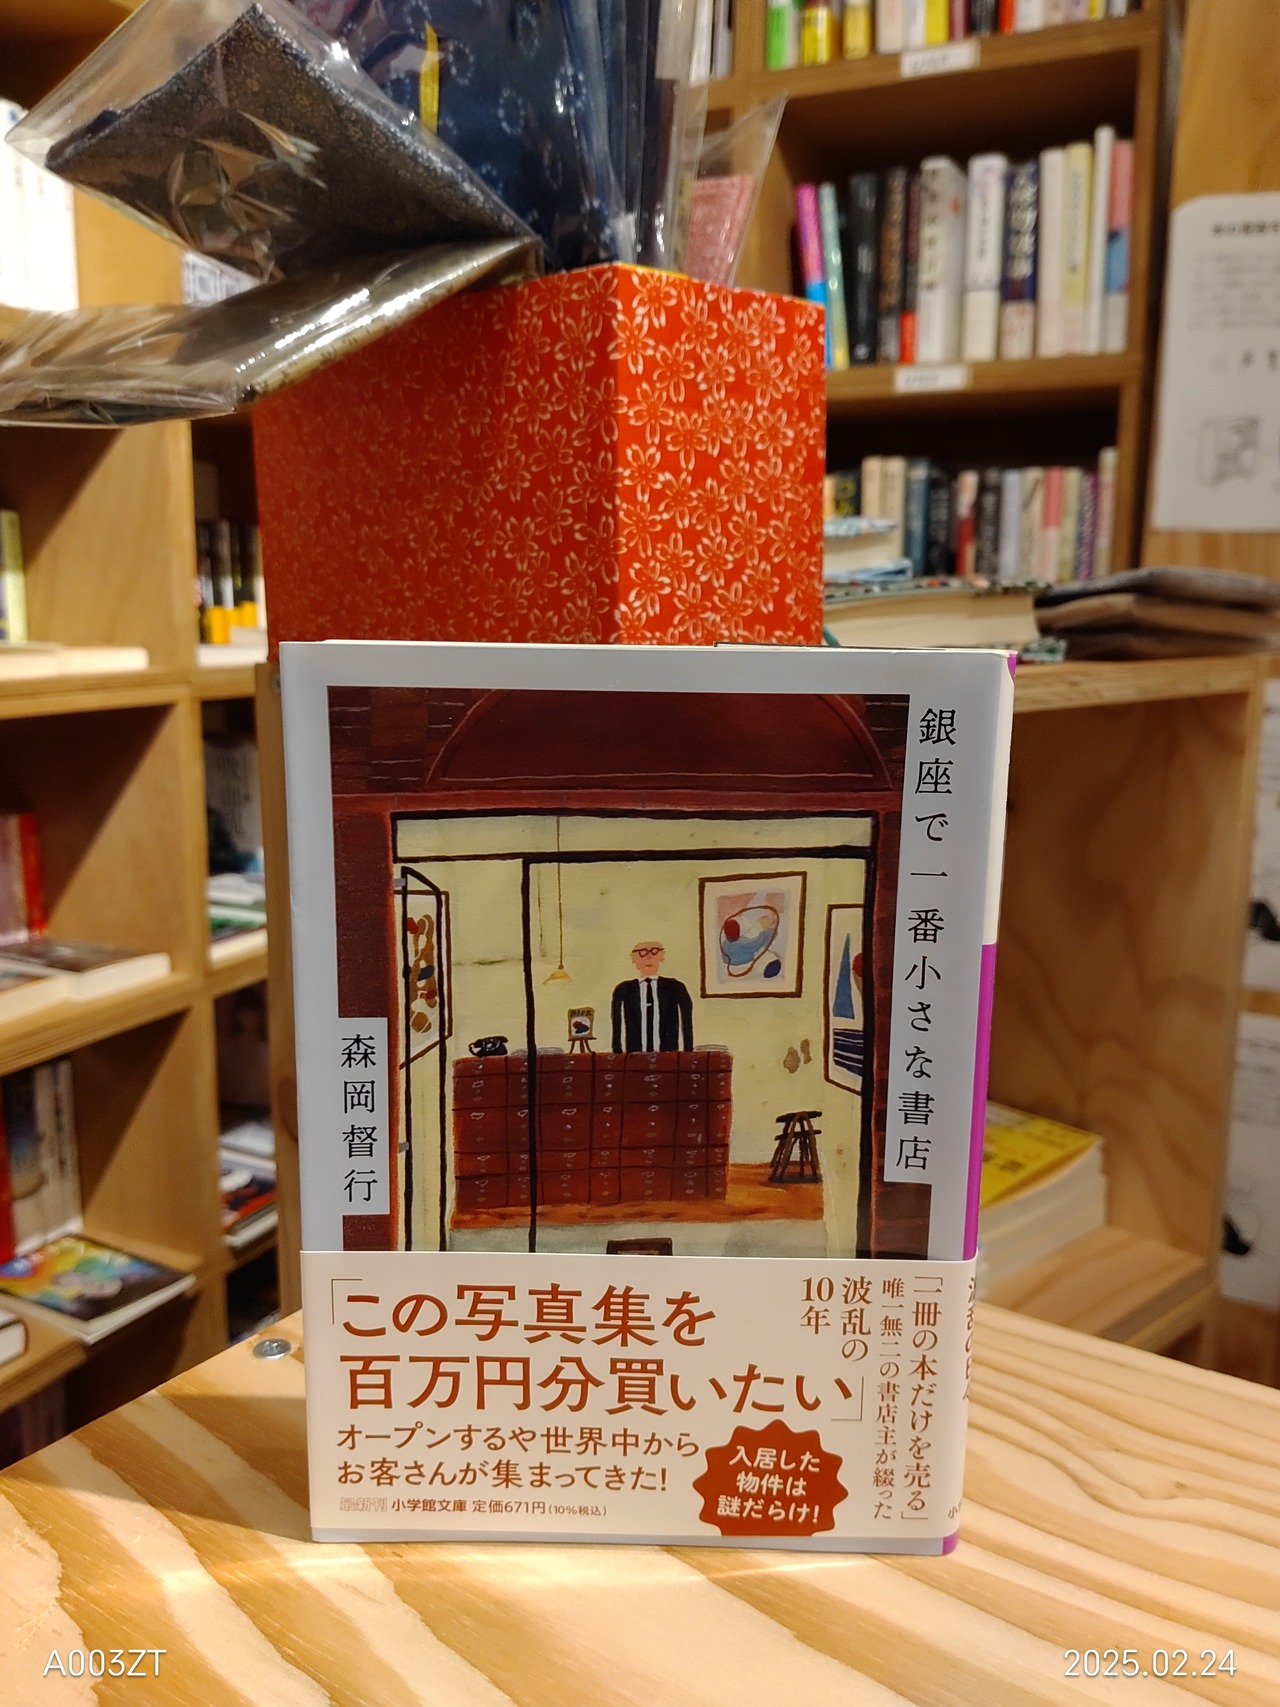 銀座で一番小さな書店
森岡督行
「一冊の本だけを売る」
唯一無二の書店主が綴った
波乱の
10年
「この写真集を
百万円分買いたい」
オープンするや世界中から
お客さんが集まってきた!
入居した
物件は
謎だらけ!
最新刊 小学館文庫 定価671円(10%税込)
A003ZT
2025.02.24